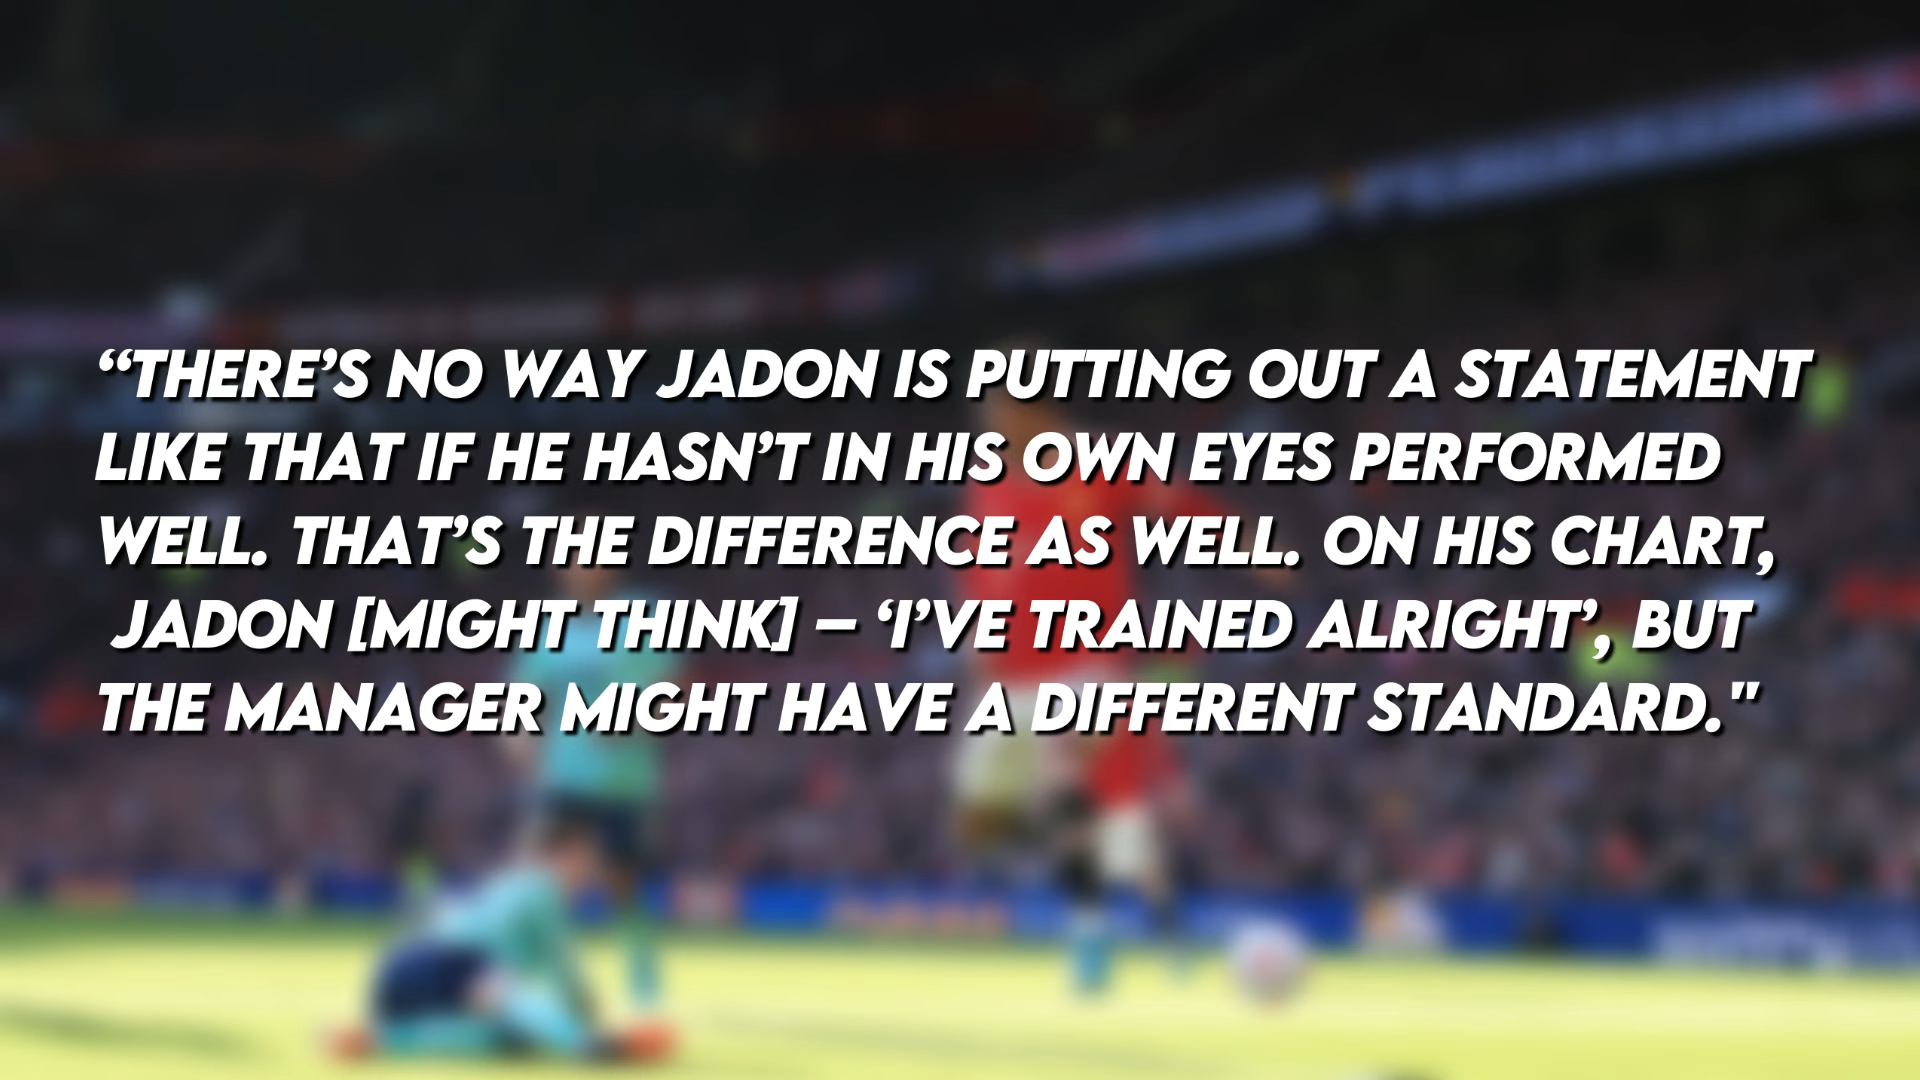 “THERE’S NO WAY JADON IS PUTTING OUT A STATEMENT
LIKE THAT IF HE HASN’T IN HIS OWN EYES PERFORMED
WELL. THAT’S THE DIFFERENCE AS WELL. ON HIS CHART,
JADON [MIGHT THINK] – ‘I’VE TRAINED ALRIGHT’, BUT
THE MANAGER MIGHT HAVE A DIFFERENT STANDARD."